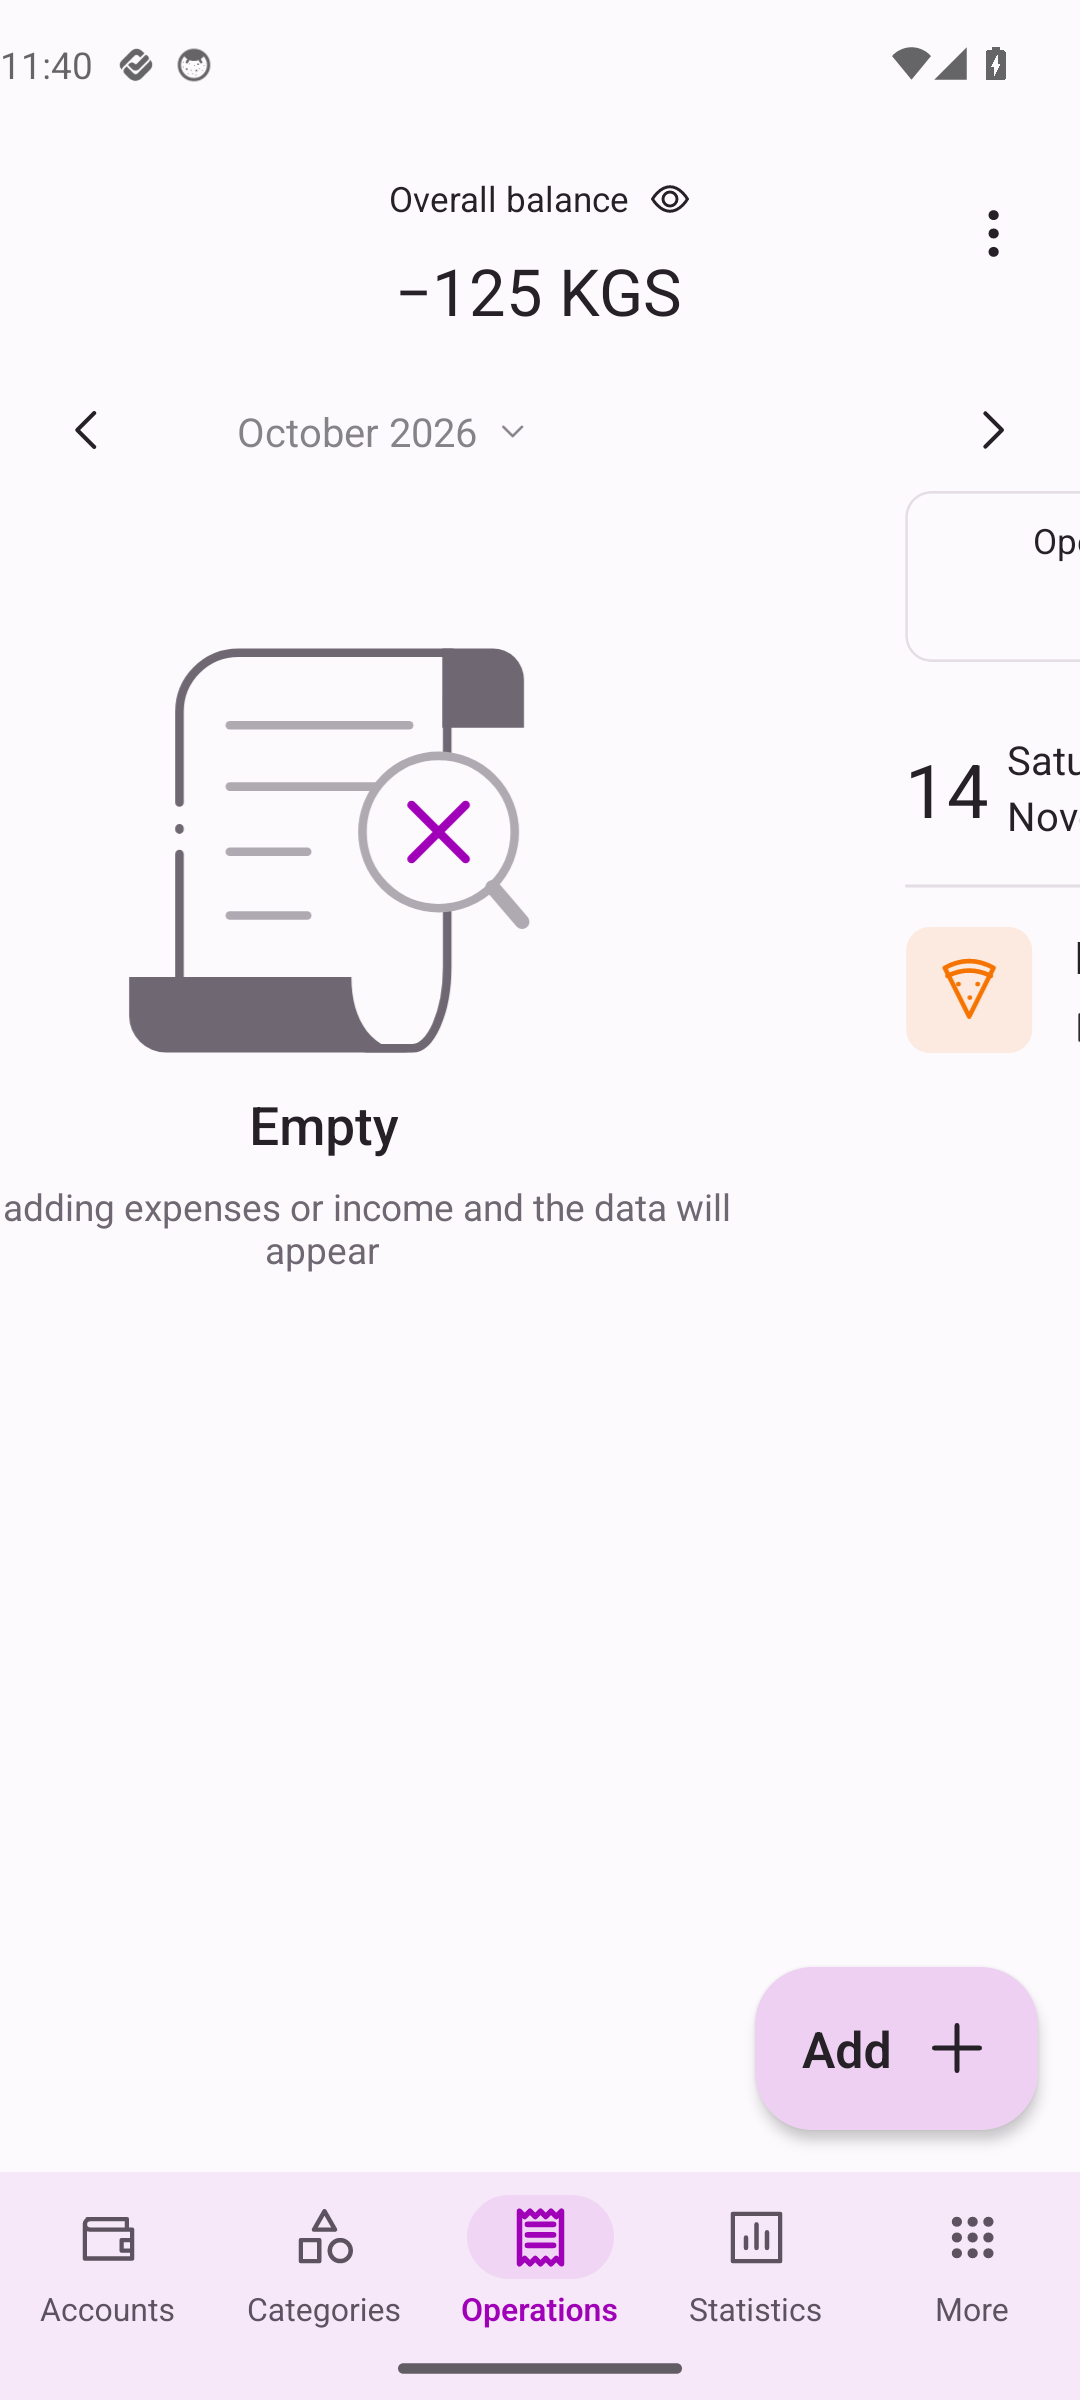 11:40
Overall balance
−125 KGS
October 2026
Ope
14
Satu
Nov
Empty
adding expenses or income and the data will
appear
Add
Accounts
Categories
Operations
Statistics
More